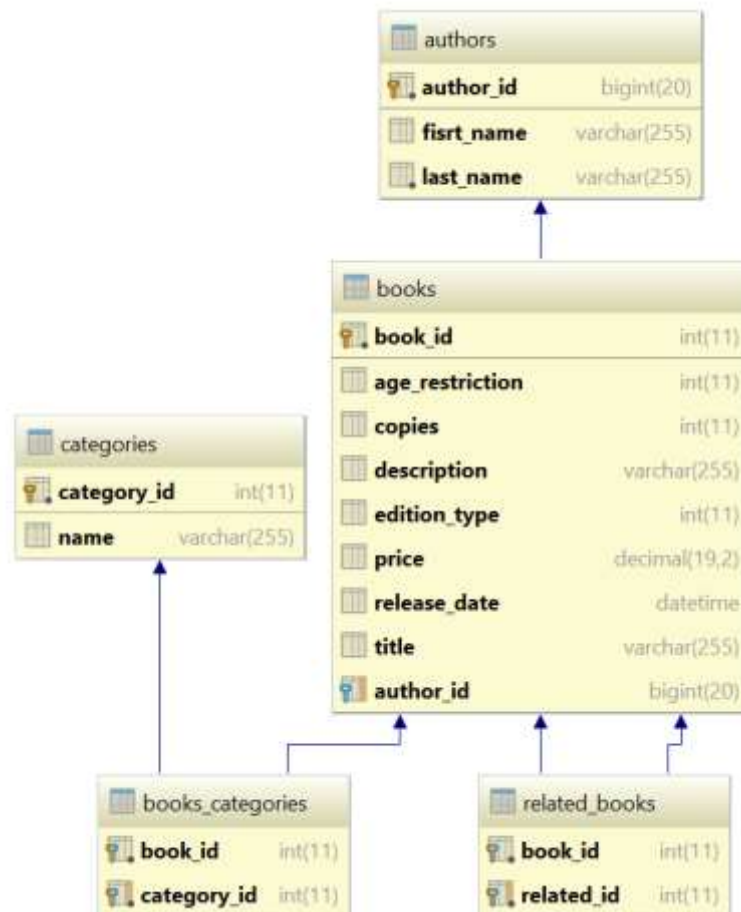 authors
author_id bigint(20)
fisrt_name varchar(255)
last_name varchar(255)
books
book_id int(11)
age_restriction int(11)
copies int(11)
description varchar(255)
edition_type int(11)
price decimal(19,2)
release_date datetime
title varchar(255)
author_id bigint(20)
categories
category_id int(11)
name varchar(255)
books_categories
book_id int(11)
category_id int(11)
related_books
book_id int(11)
related_id int(11)